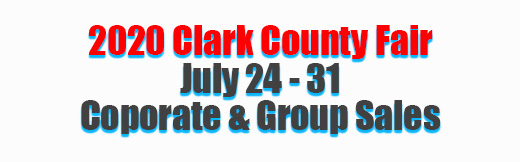 2020 Clark County Fair
July 24 - 31
Coporate & Group Sales